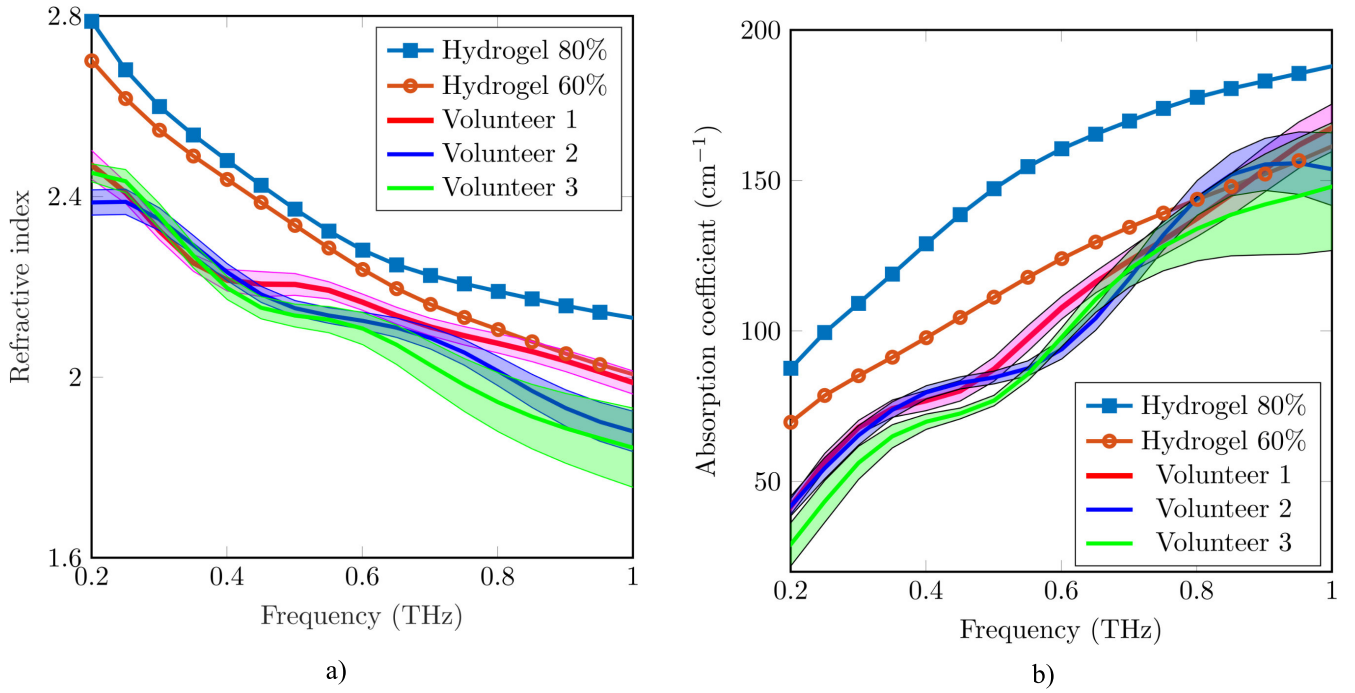 2.8
2.4
2
1.6
Refractive index
Hydrogel 80%
Hydrogel 60%
Volunteer 1
Volunteer 2
Volunteer 3
0.2 0.4 0.6 0.8 1
Frequency (THz)
a)
200
150
100
50
Absorption coefficient (cm⁻¹)
Hydrogel 80%
Hydrogel 60%
Volunteer 1
Volunteer 2
Volunteer 3
0.2 0.4 0.6 0.8 1
Frequency (THz)
b)